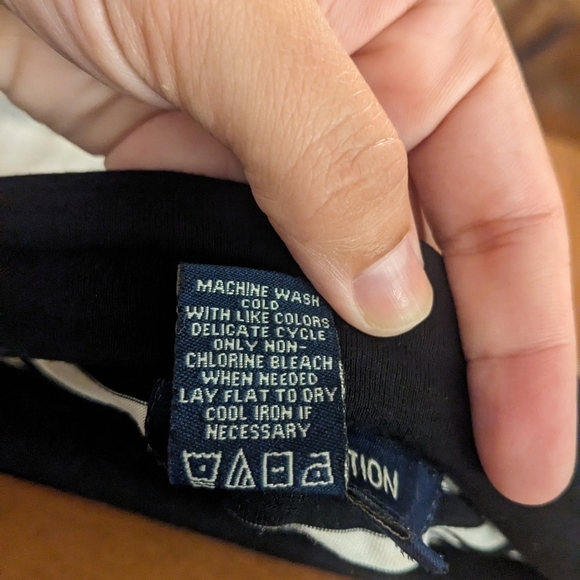 MACHINE WASH
COLD
WITH LIKE COLORS
DELICATE CYCLE
ONLY NON-
CHLORINE BLEACH
WHEN NEEDED
LAY FLAT TO DRY
COOL IRON IF
NECESSARY
TION